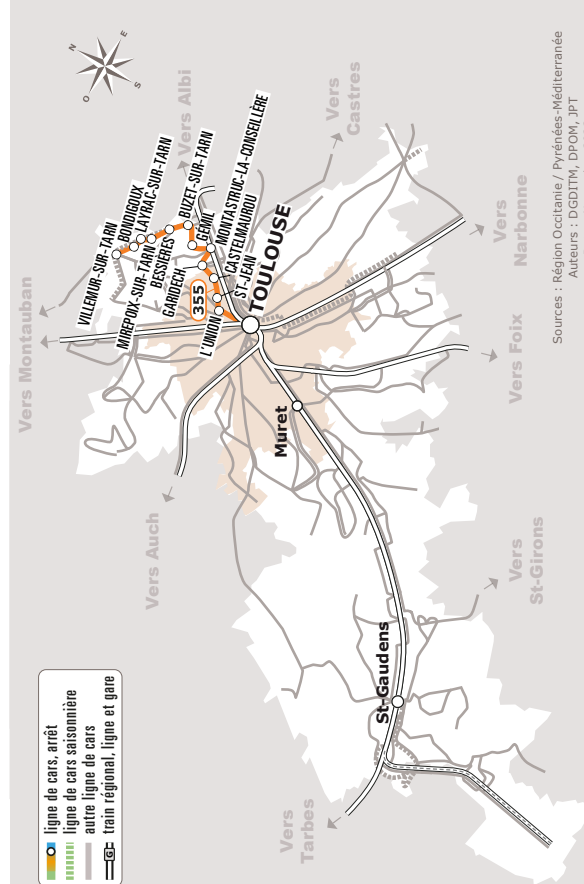 N
E
S
O
Vers Montauban
Vers Albi
Vers
Castres
Vers
Narbonne
Vers Foix
Vers
St-Girons
Vers
Tarbes
Vers Auch
VILLEMUR-SUR-TARN
BONDIGOUX
LAYRAC-SUR-TARN
MIREPOIX-SUR-TARN
BESSIÈRES
BUZET-SUR-TARN
GÉMIL
GARIDECH
MONTASTRUC-LA-CONSEILLÈRE
CASTELMAUROU
ST-JEAN
L'UNION
355
TOULOUSE
Muret
St-Gaudens
ligne de cars, arrêt
ligne de cars saisonnière
autre ligne de cars
G train régional, ligne et gare
Sources : Région Occitanie / Pyrénées-Méditerranée
Auteurs : DGDITM, DPOM, JPT